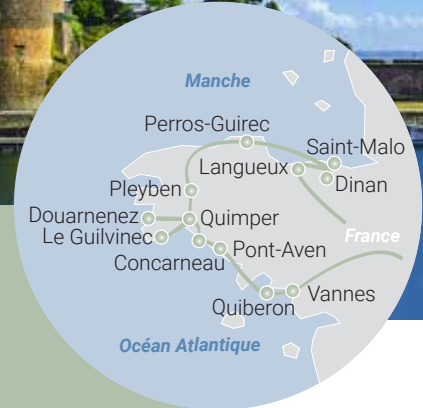 Manche
Perros-Guirec
Saint-Malo
Langueux
Dinan
Pleyben
Douarnenez
Quimper
Le Guilvinec
France
Concarneau
Pont-Aven
Vannes
Quiberon
Océan Atlantique